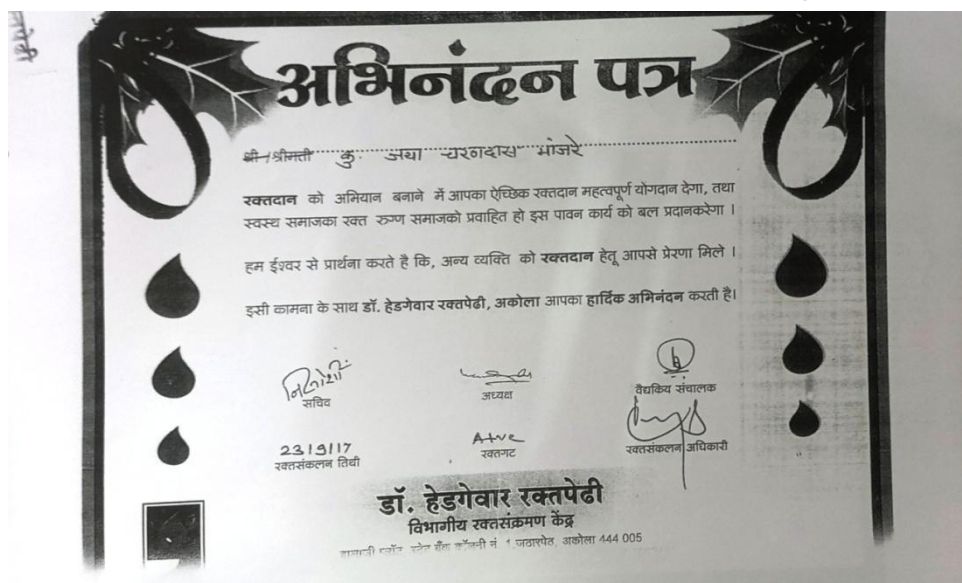 अभिनंदन पत्र
श्री/श्रीमती कु. जया चरणदास मांजरे
रक्तदान को अभियान बनाने में आपका ऐच्छिक रक्तदान महत्वपूर्ण योगदान देगा, तथा
स्वस्थ समाजका रक्त रुग्ण समाजको प्रवाहित हो इस पावन कार्य को बल प्रदानकरेगा ।
हम ईश्वर से प्रार्थना करते है कि, अन्य व्यक्ति को रक्तदान हेतू आपसे प्रेरणा मिले ।
इसी कामना के साथ डॉ. हेडगेवार रक्तपेढी, अकोला आपका हार्दिक अभिनंदन करती है।
सचिव
अध्यक्ष
वैद्यकिय संचालक
23/9/17
रक्तसंकलन तिथी
A+ve
रक्तगट
रक्तसंकलन अधिकारी
डॉ. हेडगेवार रक्तपेढी
विभागीय रक्तसंक्रमण केंद्र
प्लॉट, स्टेट बँक कॉलनी नं. 1 जठारपेठ, अकोला 444 005